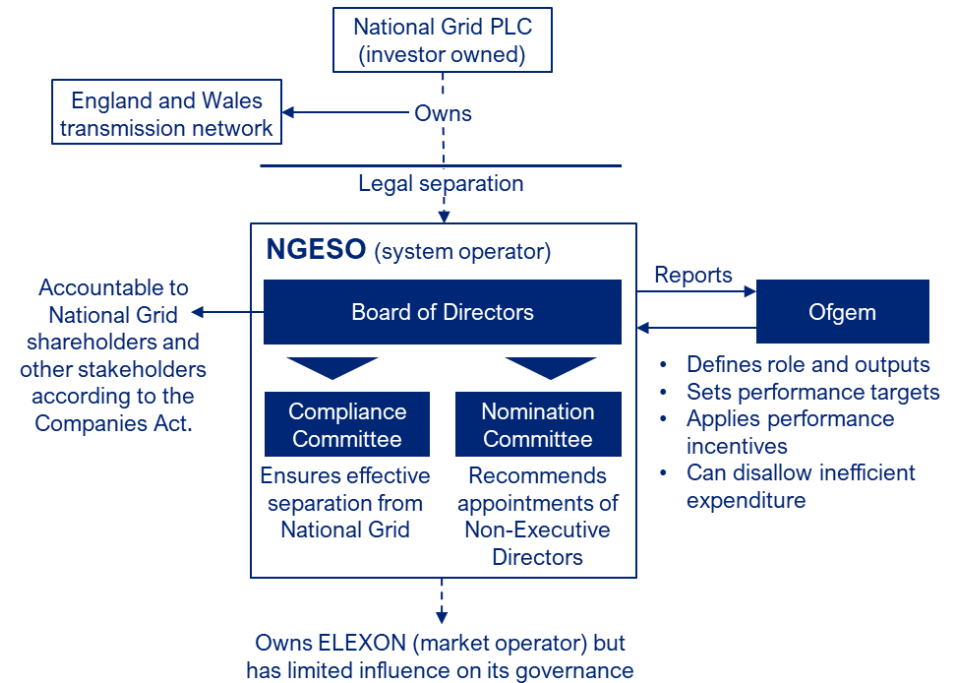 National Grid PLC
(investor owned)
England and Wales
transmission network
Owns
Legal separation
NGESO (system operator)
Board of Directors
Accountable to
National Grid
shareholders and
other stakeholders
according to the
Companies Act.
Reports
Ofgem
• Defines role and outputs
• Sets performance targets
• Applies performance
incentives
• Can disallow inefficient
expenditure
Compliance
Committee
Ensures effective
separation from
National Grid
Nomination
Committee
Recommends
appointments of
Non-Executive
Directors
Owns ELEXON (market operator) but
has limited influence on its governance